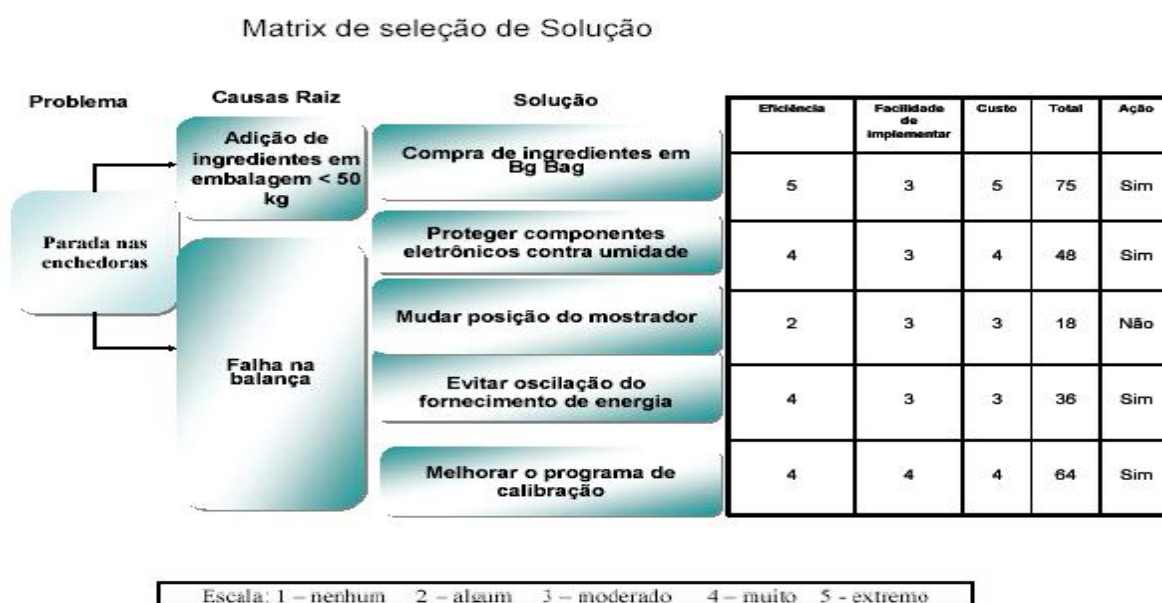 Matrix de seleção de Solução
Problema
Causas Raiz
Solução
Eficiência
Facilidade
de
implementar
Custo
Total
Ação
Adição de
ingredientes em
embalagem < 50
kg
Compra de ingredientes em
Bg Bag
5 3 5 75 Sim
Parada nas
enchedoras
Proteger componentes
eletrônicos contra umidade
4 3 4 48 Sim
Mudar posição do mostrador
2 3 3 18 Não
Falha na
balança
Evitar oscilação do
fornecimento de energia
4 3 3 36 Sim
Melhorar o programa de
calibração
4 4 4 64 Sim
Escala: 1 – nenhum 2 – algum 3 – moderado 4 – muito 5 - extremo